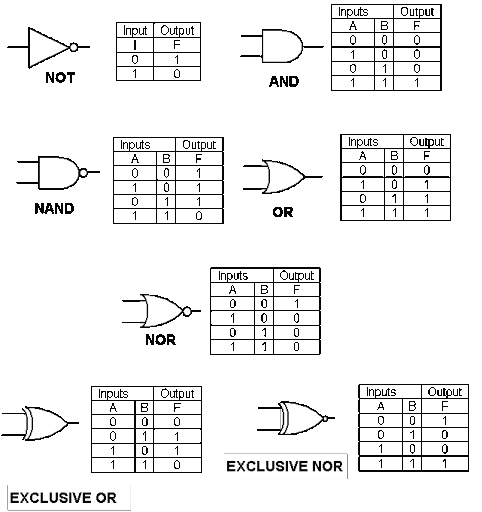 Input Output
I F
0 1
1 0
NOT
Inputs Output
A B F
0 0 0
1 0 0
0 1 0
1 1 1
AND
Inputs Output
A B F
0 0 1
1 0 1
0 1 1
1 1 0
NAND
Inputs Output
A B F
0 0 0
1 0 1
0 1 1
1 1 1
OR
Inputs Output
A B F
0 0 1
1 0 0
0 1 0
1 1 0
NOR
Inputs Output
A B F
0 0 0
0 1 1
1 0 1
1 1 0
EXCLUSIVE OR
Inputs Output
A B F
0 0 1
0 1 0
1 0 0
1 1 1
EXCLUSIVE NOR